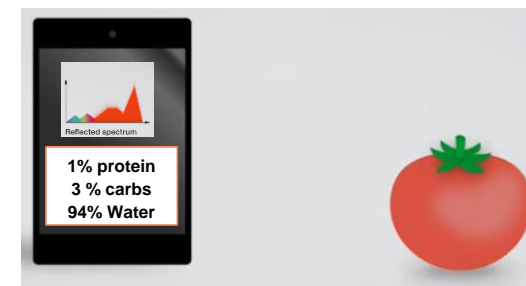 Reflected spectrum
1% protein
3 % carbs
94% Water